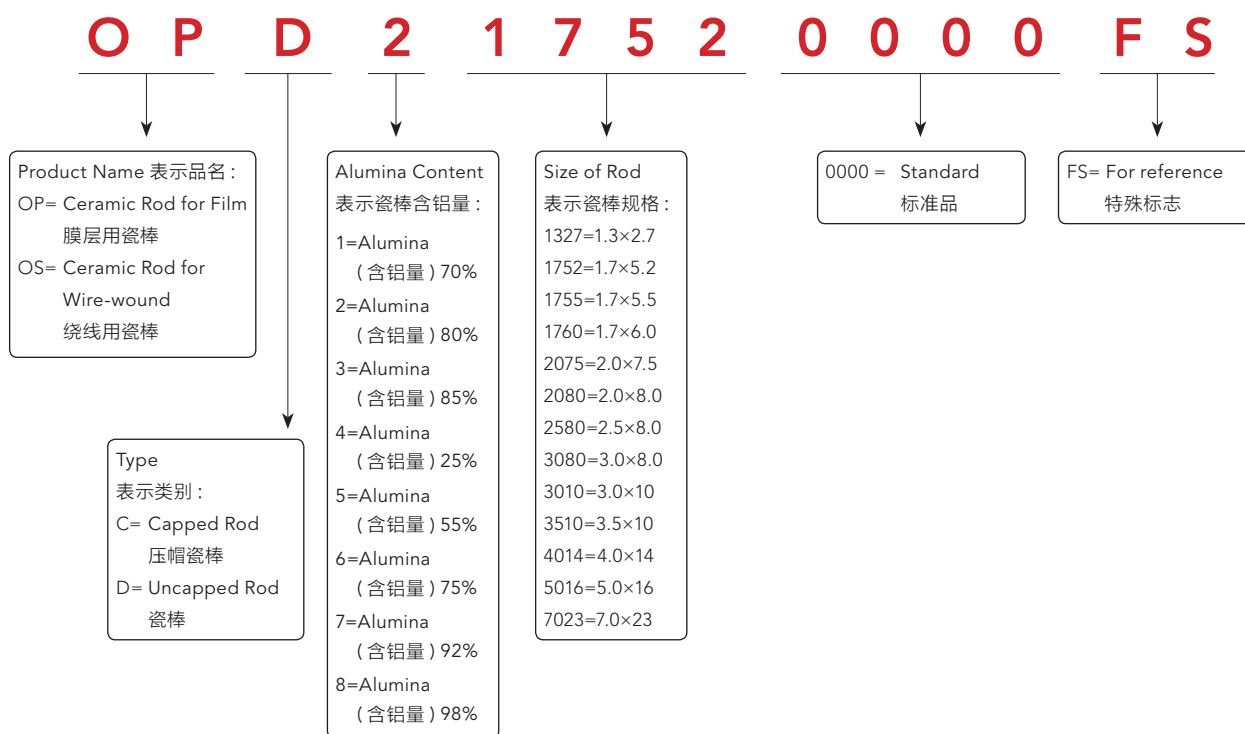 O P D 2 1 7 5 2 0 0 0 0 F S
Product Name 表示品名 :
OP= Ceramic Rod for Film
膜层用瓷棒
OS= Ceramic Rod for
Wire-wound
绕线用瓷棒
Type
表示类别 :
C= Capped Rod
压帽瓷棒
D= Uncapped Rod
瓷棒
Alumina Content
表示瓷棒含铝量 :
1=Alumina
( 含铝量 ) 70%
2=Alumina
( 含铝量 ) 80%
3=Alumina
( 含铝量 ) 85%
4=Alumina
( 含铝量 ) 25%
5=Alumina
( 含铝量 ) 55%
6=Alumina
( 含铝量 ) 75%
7=Alumina
( 含铝量 ) 92%
8=Alumina
( 含铝量 ) 98%
Size of Rod
表示瓷棒规格 :
1327=1.3×2.7
1752=1.7×5.2
1755=1.7×5.5
1760=1.7×6.0
2075=2.0×7.5
2080=2.0×8.0
2580=2.5×8.0
3080=3.0×8.0
3010=3.0×10
3510=3.5×10
4014=4.0×14
5016=5.0×16
7023=7.0×23
0000 = Standard
标准品
FS= For reference
特殊标志